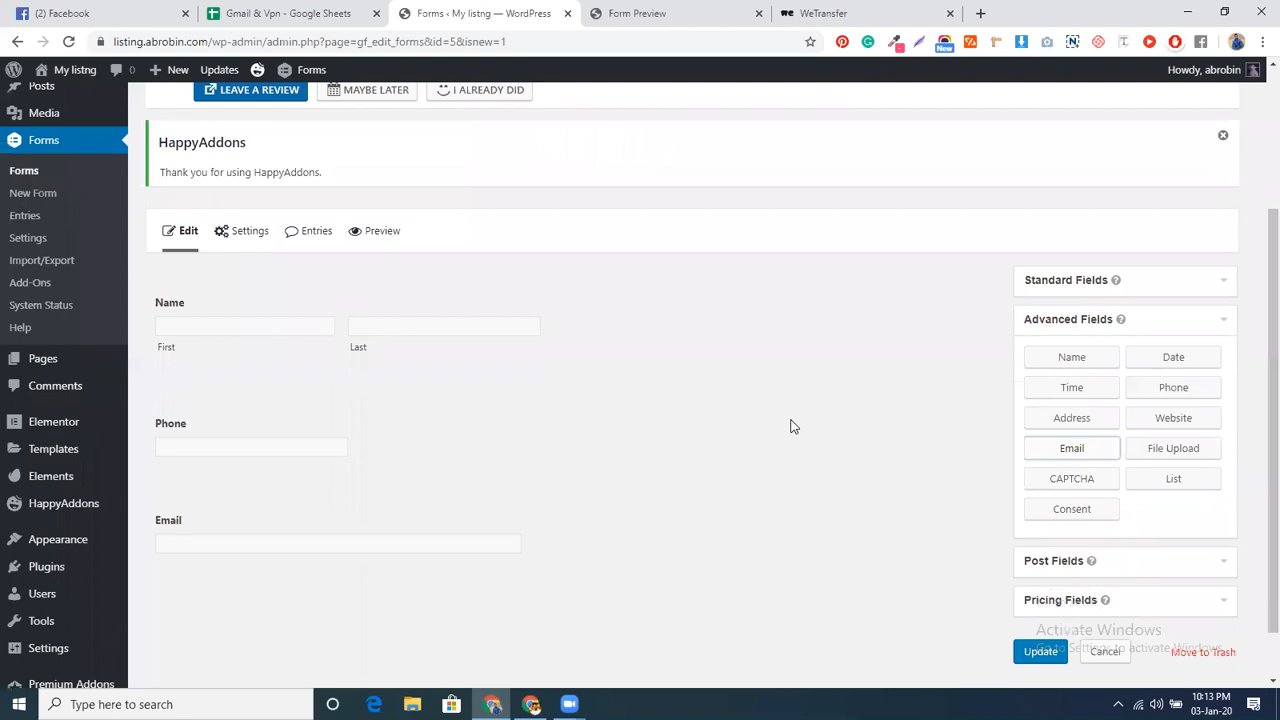 (2) Facebook
Gmail & Vpn - Google Sheets
Forms ‹ My listng — WordPress
Form Preview
WeTransfer
listing.abrobin.com/wp-admin/admin.php?page=gf_edit_forms&id=5&isnew=1
My listng
0
New
Updates
Forms
Howdy, abrobin
Posts
Media
Forms
Forms
New Form
Entries
Settings
Import/Export
Add-Ons
System Status
Help
Pages
Comments
Elementor
Templates
Elements
HappyAddons
Appearance
Plugins
Users
Tools
Settings
Premium Addons
LEAVE A REVIEW
MAYBE LATER
I ALREADY DID
HappyAddons
Thank you for using HappyAddons.
Edit
Settings
Entries
Preview
Name
First
Last
Phone
Email
Standard Fields
Advanced Fields
Name
Date
Time
Phone
Address
Website
Email
File Upload
CAPTCHA
List
Consent
Post Fields
Pricing Fields
Activate Windows
Go to Settings to activate Windows.
Update
Cancel
Move to Trash
Type here to search
10:13 PM
03-Jan-20